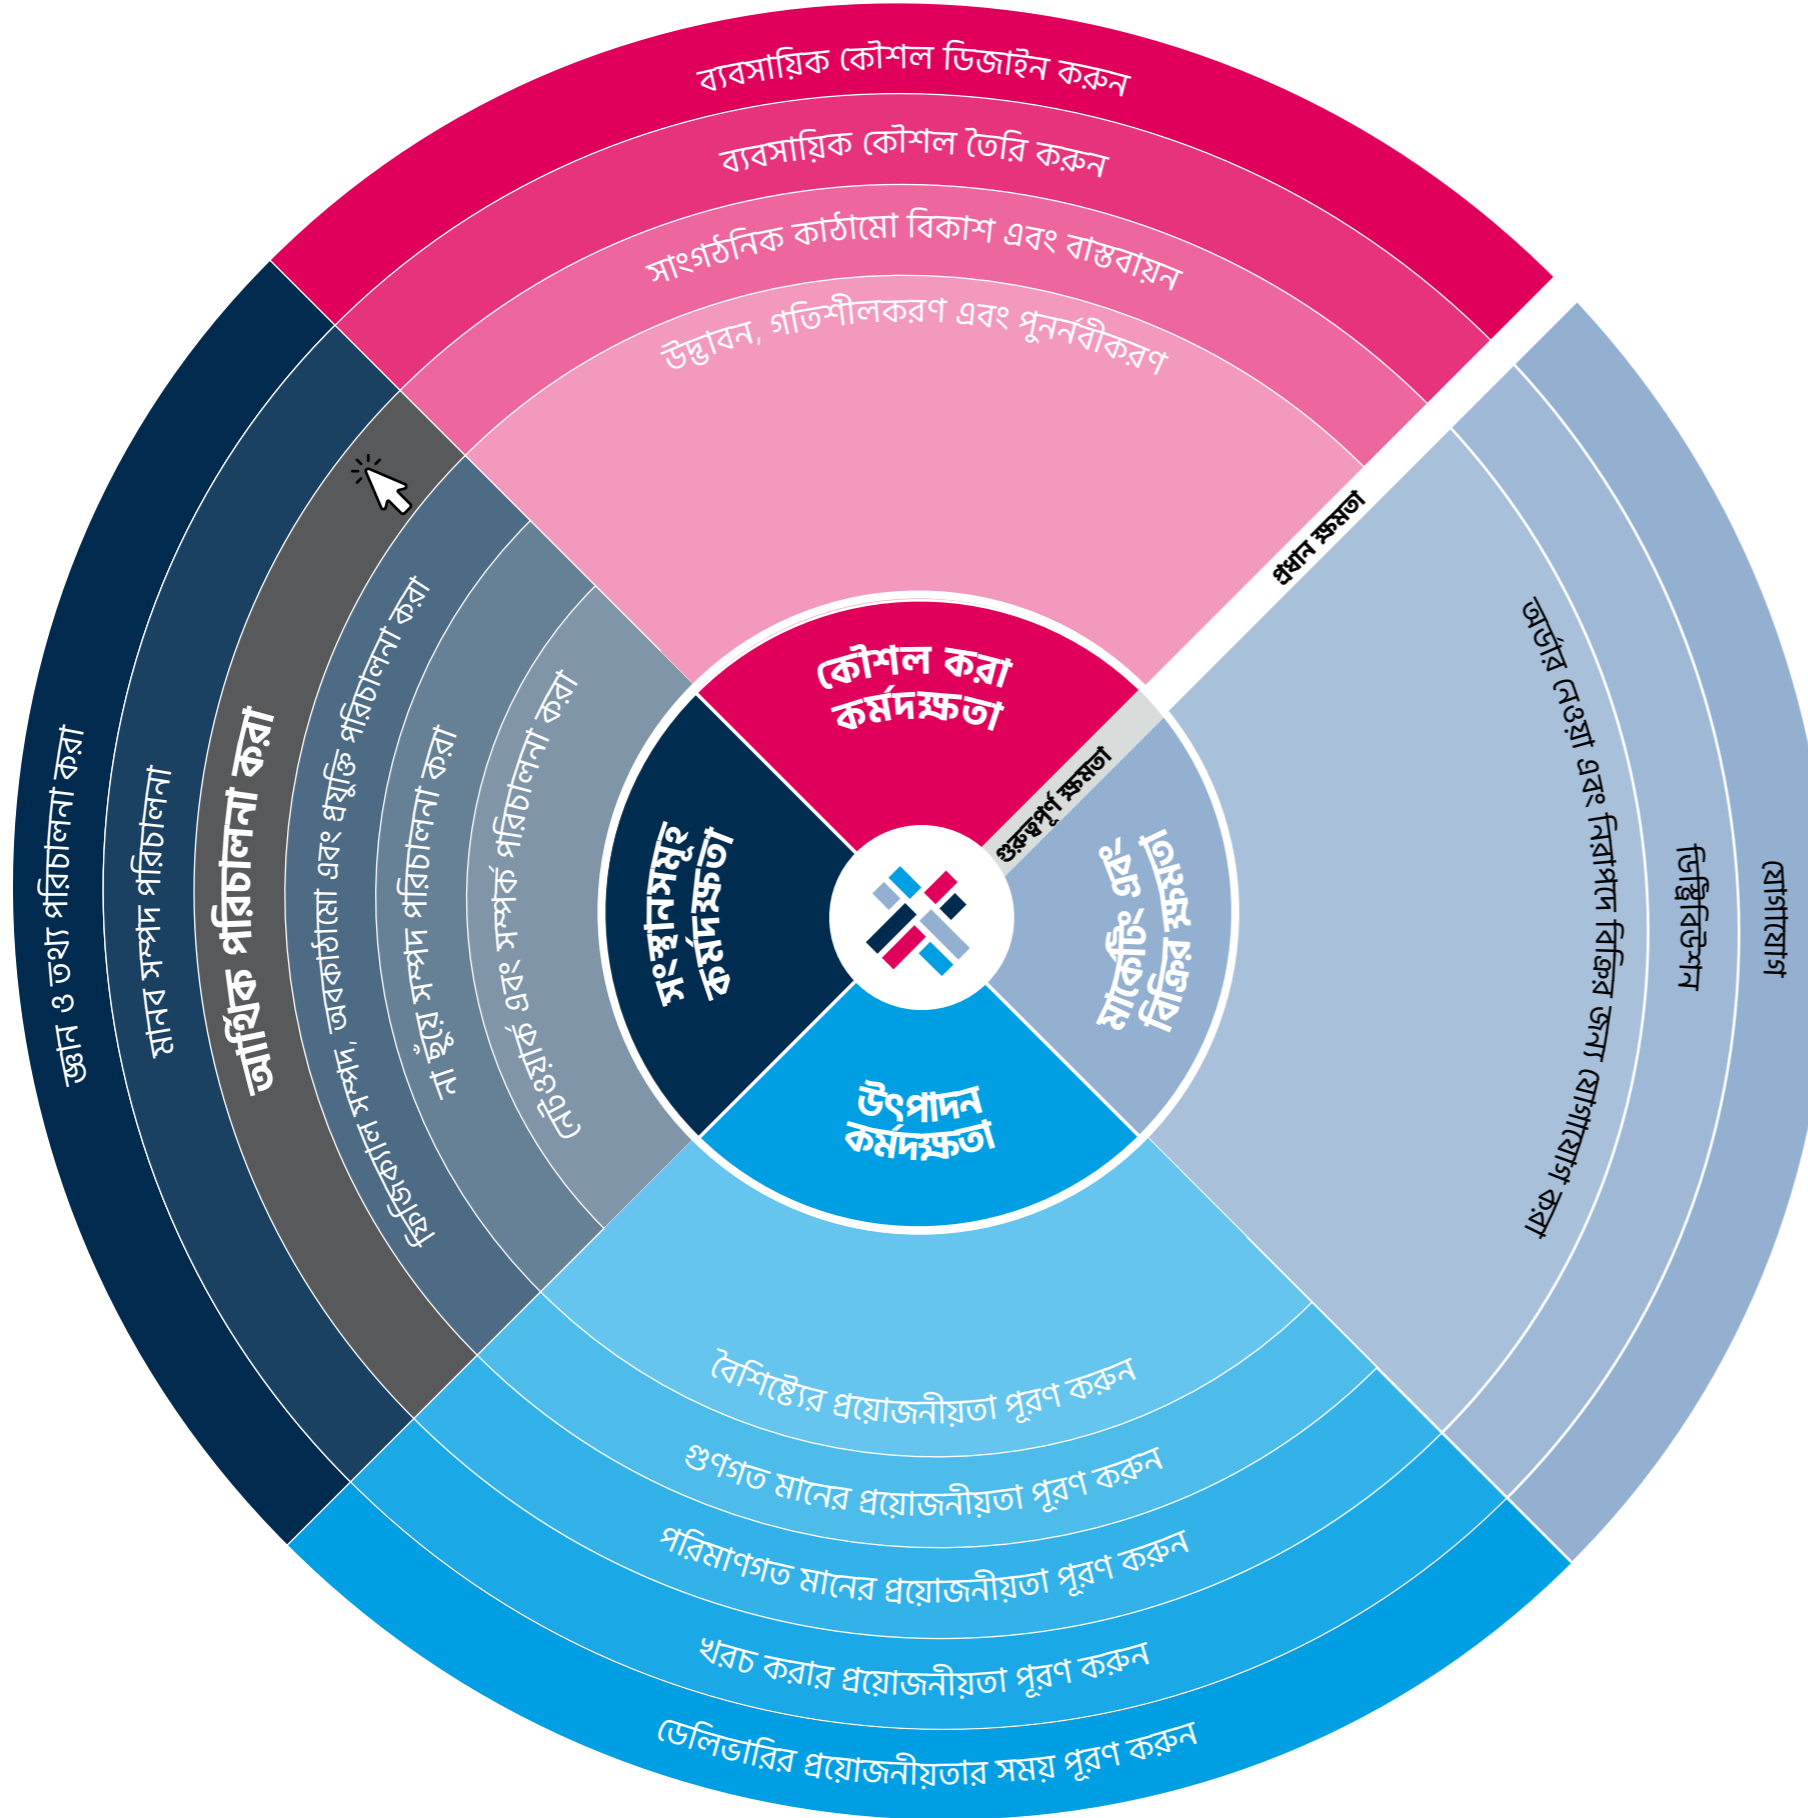 ব্যবসায়িক কৌশল ডিজাইন করুন
ব্যবসায়িক কৌশল তৈরি করুন
সাংগঠনিক কাঠামো বিকাশ এবং বাস্তবায়ন
উদ্ভাবন, গতিশীলকরণ এবং পুনর্নবীকরণ
কৌশল করা
কর্মদক্ষতা
প্রধান ক্ষমতা
গুরুত্বপূর্ণ ক্ষমতা
জ্ঞান ও তথ্য পরিচালনা করা
মানব সম্পদ পরিচালনা
আর্থিক পরিচালনা করা
ফিজিক্যাল সম্পদ, অবকাঠামো এবং প্রযুক্তি পরিচালনা করা
না ছুঁয়ে সম্পদ পরিচালনা করা
নেটওয়ার্ক এবং সম্পর্ক পরিচালনা করা
সংস্থানসমূহ
কর্মদক্ষতা
মার্কেটিং এবং
বিক্রির ক্ষমতা
অর্ডার নেওয়া এবং নিরাপদে বিক্রির জন্য যোগাযোগ করা
ডিস্ট্রিবিউশন
যোগাযোগ
উৎপাদন
কর্মদক্ষতা
বৈশিষ্ট্যের প্রয়োজনীয়তা পূরণ করুন
গুণগত মানের প্রয়োজনীয়তা পূরণ করুন
পরিমাণগত মানের প্রয়োজনীয়তা পূরণ করুন
খরচ করার প্রয়োজনীয়তা পূরণ করুন
ডেলিভারির প্রয়োজনীয়তার সময় পূরণ করুন